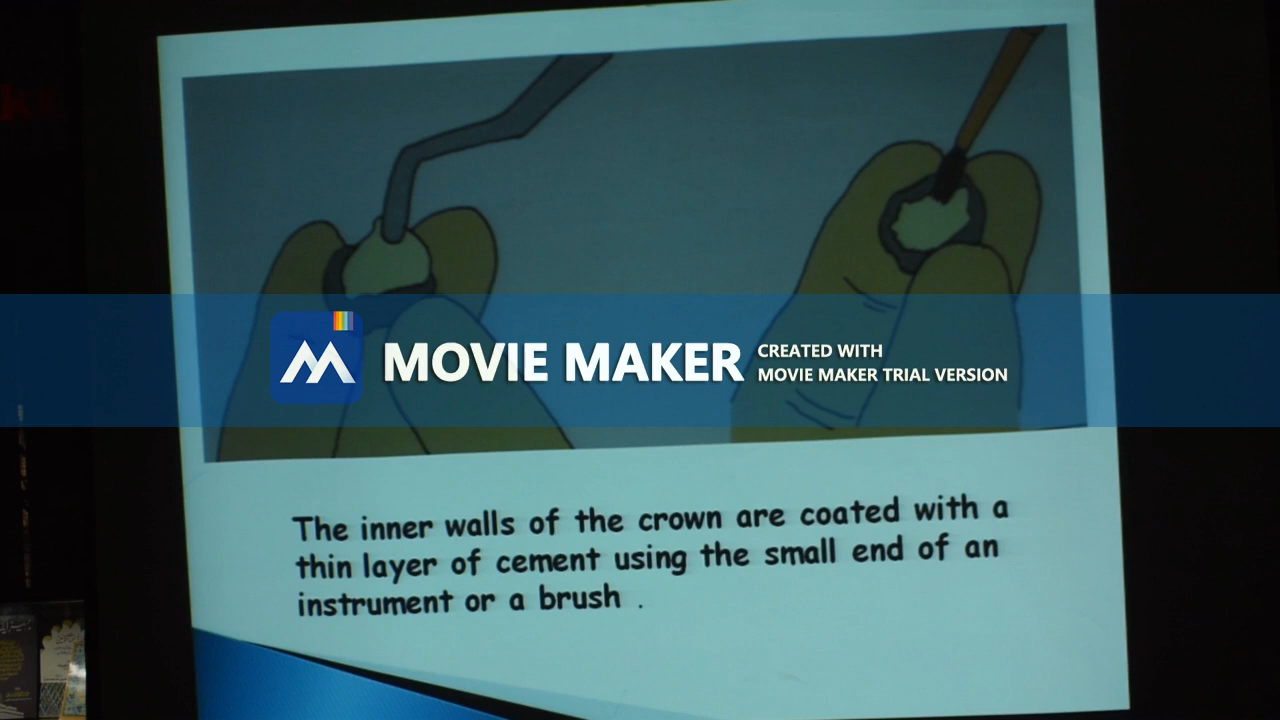 MOVIE MAKER
CREATED WITH
MOVIE MAKER TRIAL VERSION
The inner walls of the crown are coated with a
thin layer of cement using the small end of an
instrument or a brush .